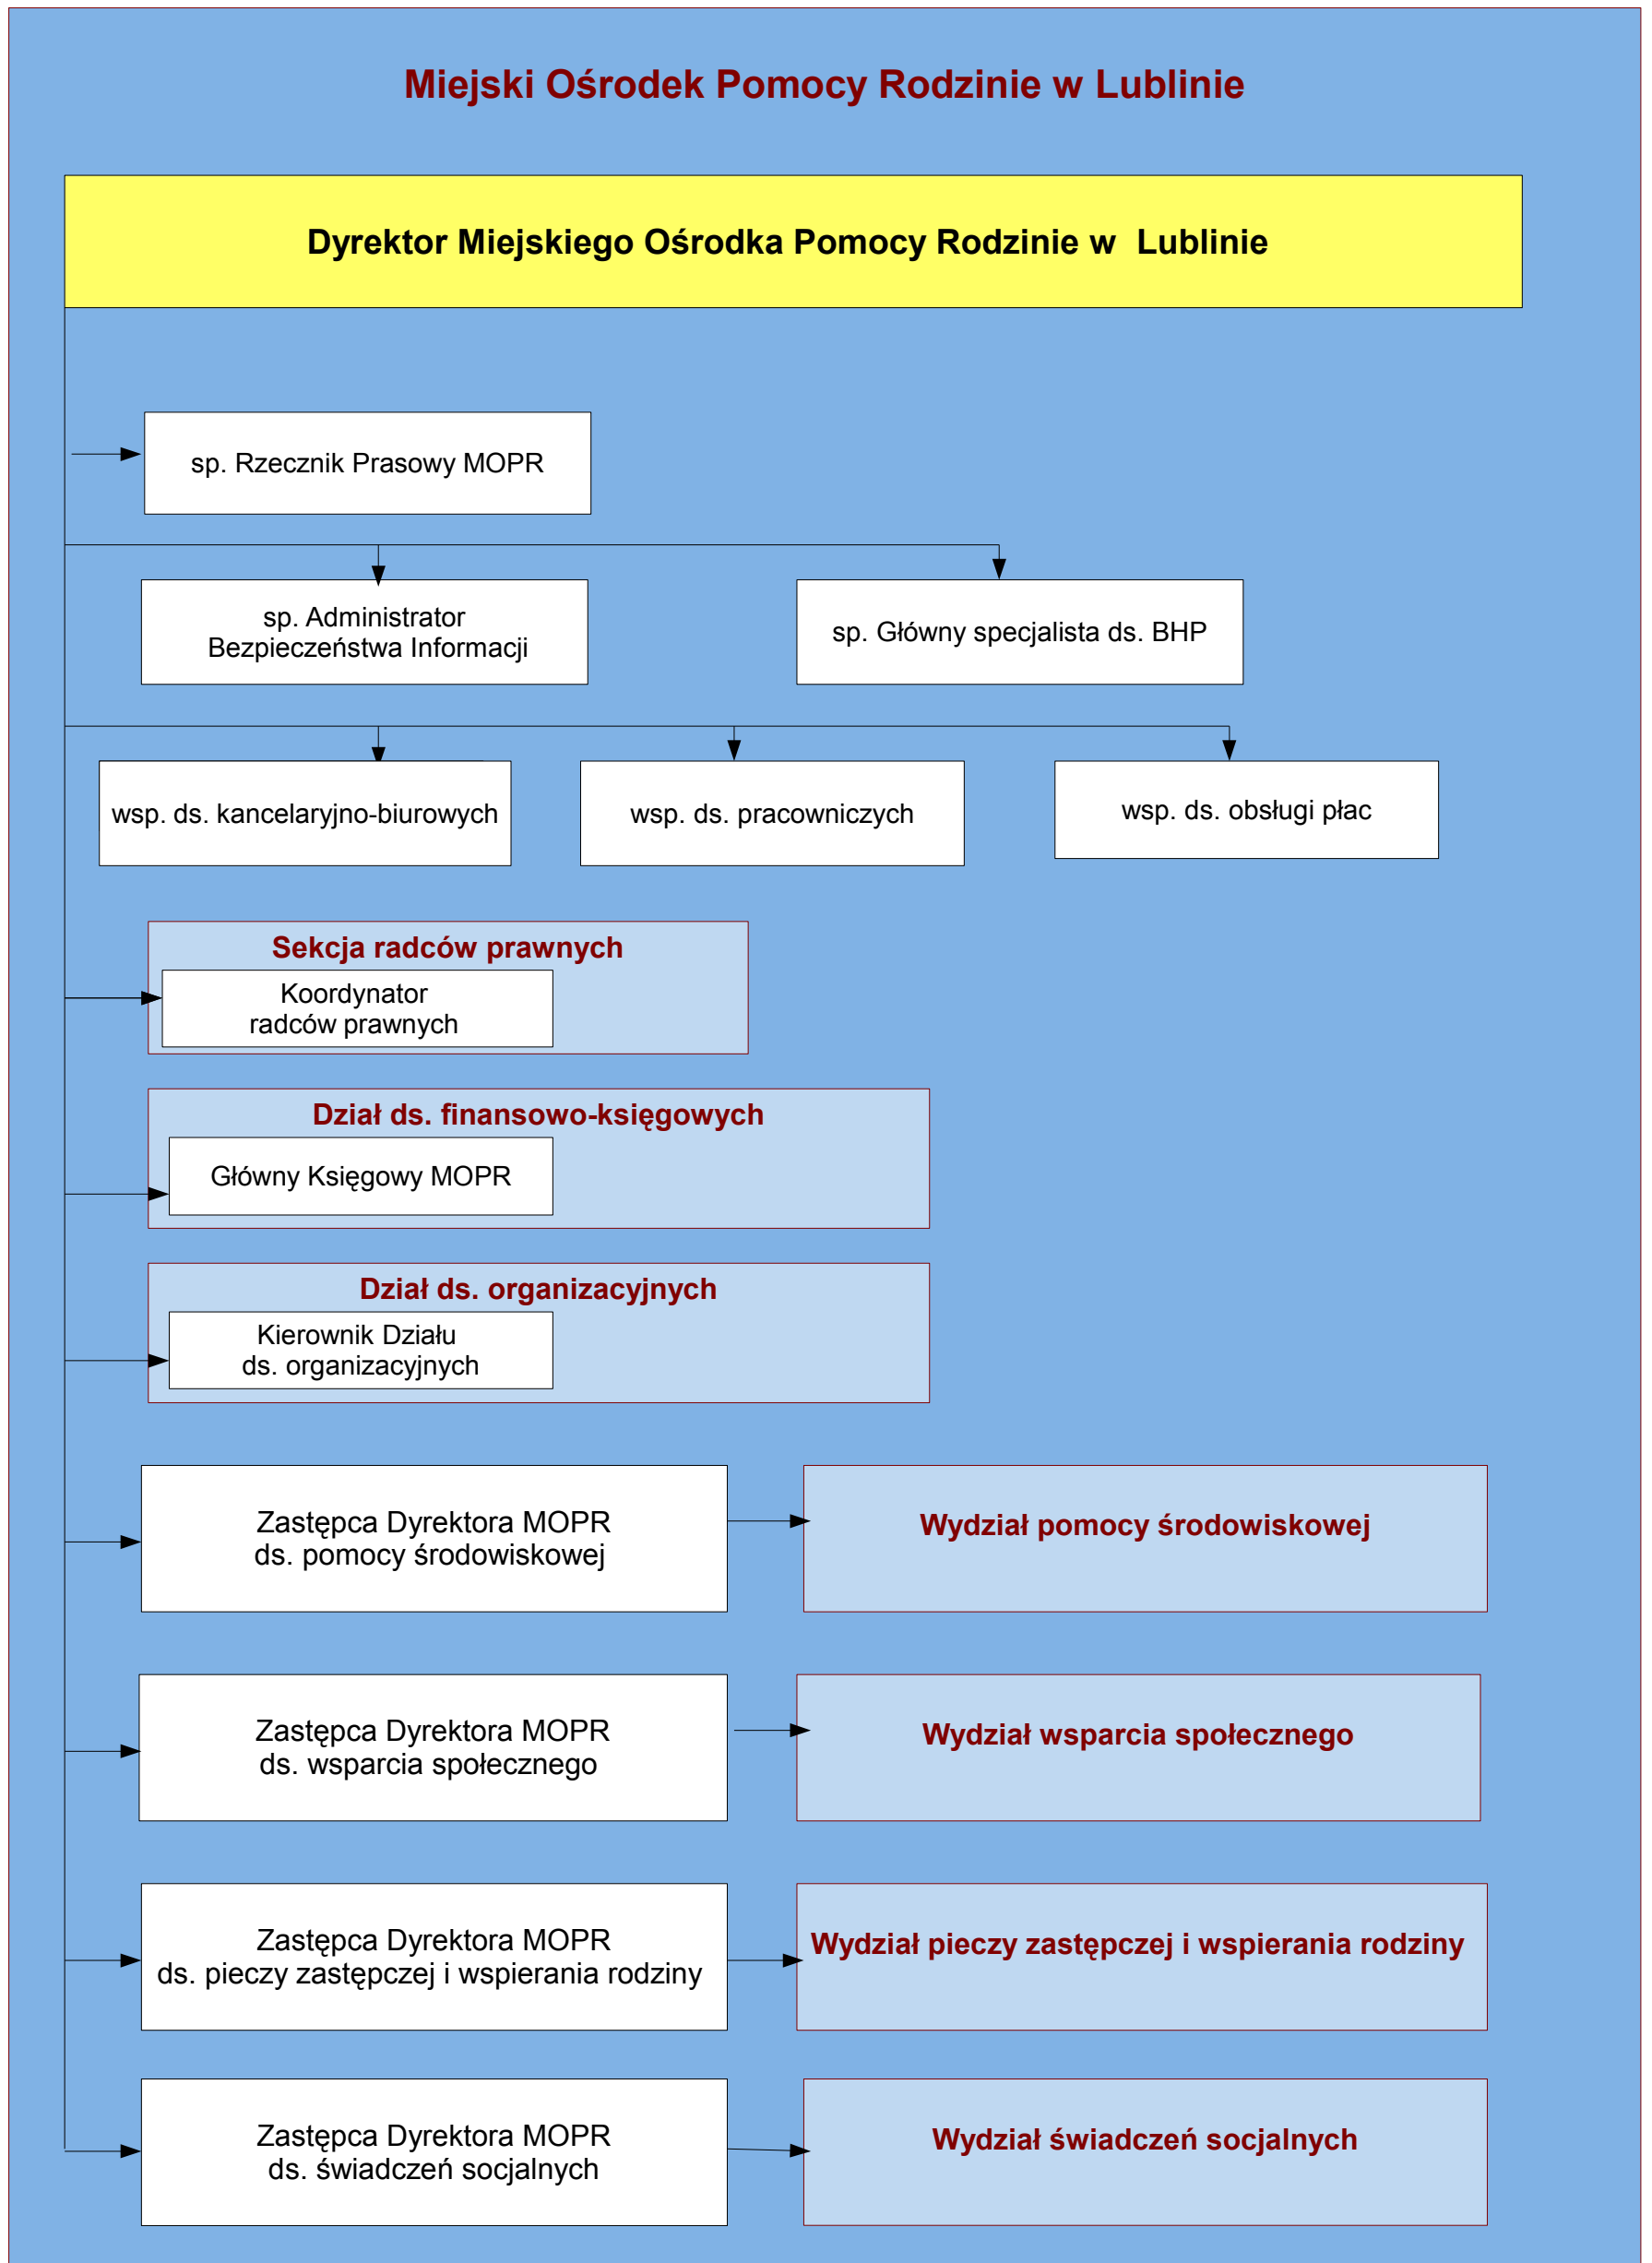 Miejski Ośrodek Pomocy Rodzinie w Lublinie
Dyrektor Miejskiego Ośrodka Pomocy Rodzinie w Lublinie
sp. Rzecznik Prasowy MOPR
sp. Administrator
Bezpieczeństwa Informacji
sp. Główny specjalista ds. BHP
wsp. ds. kancelaryjno-biurowych
wsp. ds. pracowniczych
wsp. ds. obsługi płac
Sekcja radców prawnych
Koordynator
radców prawnych
Dział ds. finansowo-księgowych
Główny Księgowy MOPR
Dział ds. organizacyjnych
Kierownik Działu
ds. organizacyjnych
Zastępca Dyrektora MOPR
ds. pomocy środowiskowej
Wydział pomocy środowiskowej
Zastępca Dyrektora MOPR
ds. wsparcia społecznego
Wydział wsparcia społecznego
Zastępca Dyrektora MOPR
ds. pieczy zastępczej i wspierania rodziny
Wydział pieczy zastępczej i wspierania rodziny
Zastępca Dyrektora MOPR
ds. świadczeń socjalnych
Wydział świadczeń socjalnych